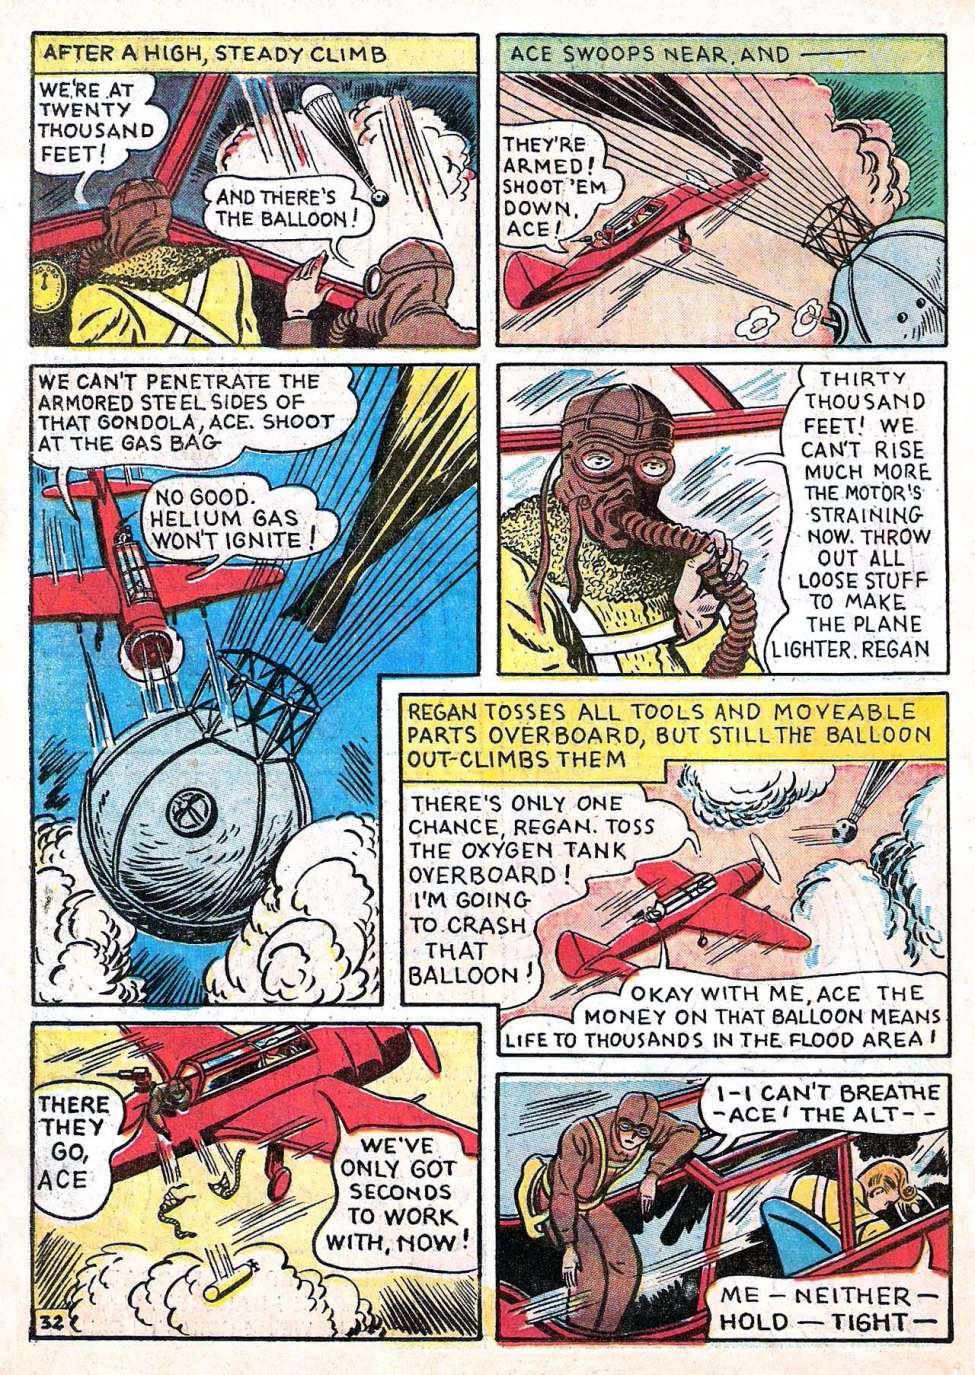 AFTER A HIGH, STEADY CLIMB
WE'RE AT
TWENTY
THOUSAND
FEET!
AND THERE'S
THE BALLOON!
ACE SWOOPS NEAR, AND —
THEY'RE
ARMED!
SHOOT 'EM
DOWN,
ACE!
WE CAN'T PENETRATE THE
ARMORED STEEL SIDES OF
THAT GONDOLA, ACE. SHOOT
AT THE GAS BAG
NO GOOD.
HELIUM GAS
WON'T IGNITE!
THIRTY
THOUSAND
FEET! WE
CAN'T RISE
MUCH MORE
THE MOTOR'S
STRAINING
NOW. THROW
OUT ALL
LOOSE STUFF
TO MAKE
THE PLANE
LIGHTER. REGAN
REGAN TOSSES ALL TOOLS AND MOVEABLE
PARTS OVERBOARD, BUT STILL THE BALLOON
OUT-CLIMBS THEM
THERE'S ONLY ONE
CHANCE, REGAN. TOSS
THE OXYGEN TANK
OVERBOARD!
I'M GOING
TO CRASH
THAT
BALLOON!
OKAY WITH ME, ACE THE
MONEY ON THAT BALLOON MEANS
LIFE TO THOUSANDS IN THE FLOOD AREA!
THERE
THEY
GO,
ACE
WE'VE
ONLY GOT
SECONDS
TO WORK
WITH, NOW!
32
I-I CAN'T BREATHE
-ACE! THE ALT--
ME — NEITHER —
HOLD — TIGHT —